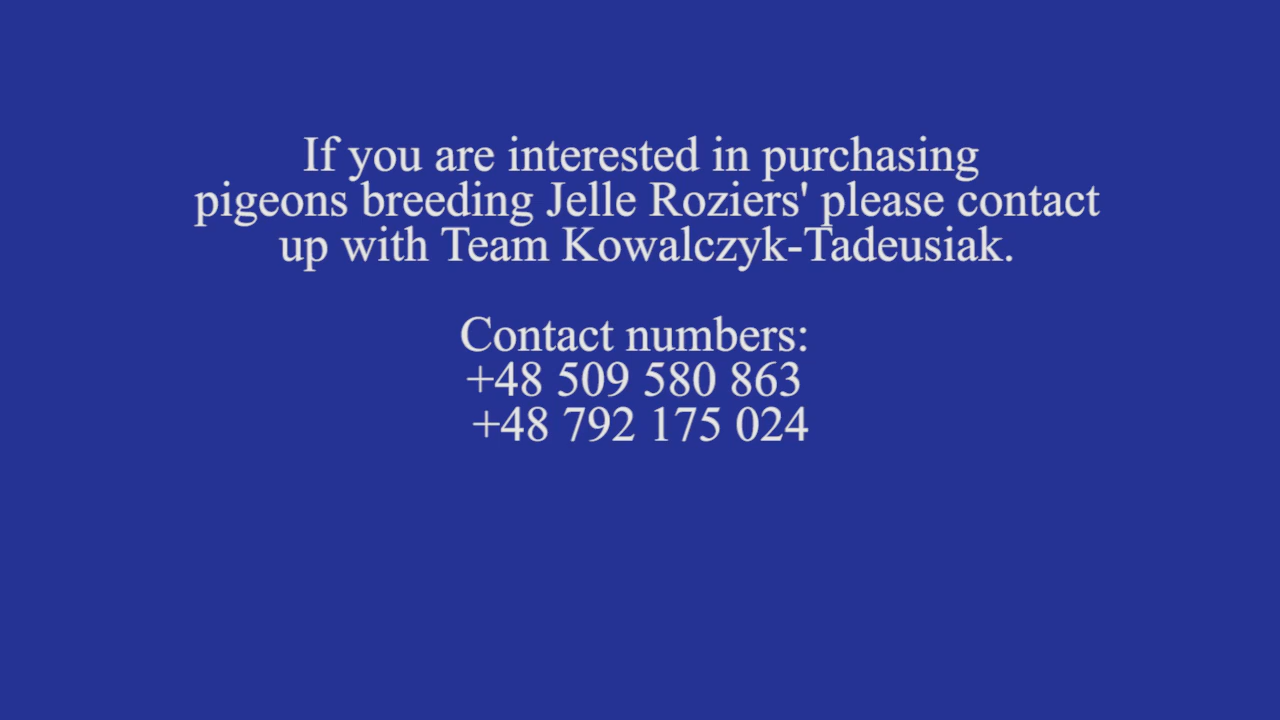 If you are interested in purchasing
pigeons breeding Jelle Roziers' please contact
up with Team Kowalczyk-Tadeusiak.
Contact numbers:
+48 509 580 863
+48 792 175 024